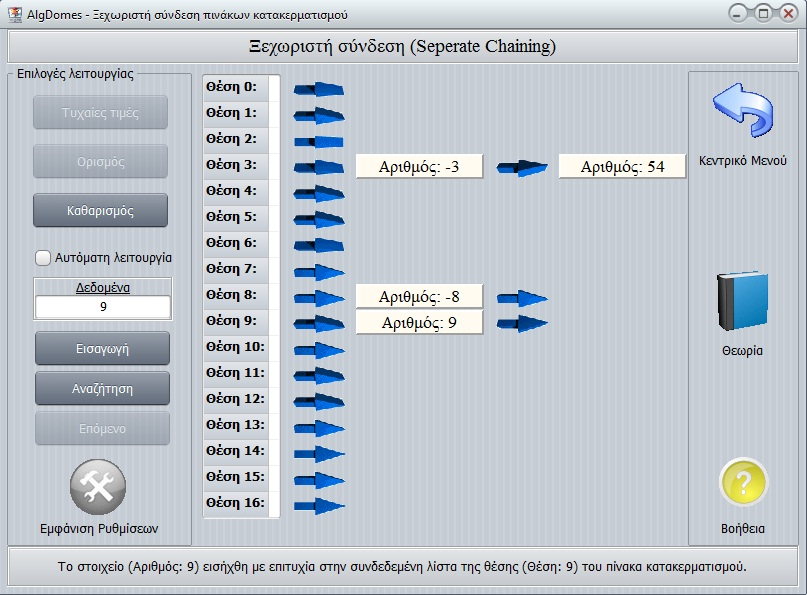 AlgDomes - Ξεχωριστή σύνδεση πινάκων κατακερματισμού
Ξεχωριστή σύνδεση (Seperate Chaining)
Επιλογές λειτουργίας
Τυχαίες τιμές
Ορισμός
Καθαρισμός
Αυτόματη λειτουργία
Δεδομένα
9
Εισαγωγή
Αναζήτηση
Επόμενο
Εμφάνιση Ρυθμίσεων
Θέση 0:
Θέση 1:
Θέση 2:
Θέση 3: Αριθμός: -3 Αριθμός: 54
Θέση 4:
Θέση 5:
Θέση 6:
Θέση 7:
Θέση 8: Αριθμός: -8
Θέση 9: Αριθμός: 9
Θέση 10:
Θέση 11:
Θέση 12:
Θέση 13:
Θέση 14:
Θέση 15:
Θέση 16:
Κεντρικό Μενού
Θεωρία
?
Βοήθεια
Το στοιχείο (Αριθμός: 9) εισήχθη με επιτυχία στην συνδεδεμένη λίστα της θέσης (Θέση: 9) του πίνακα κατακερματισμού.